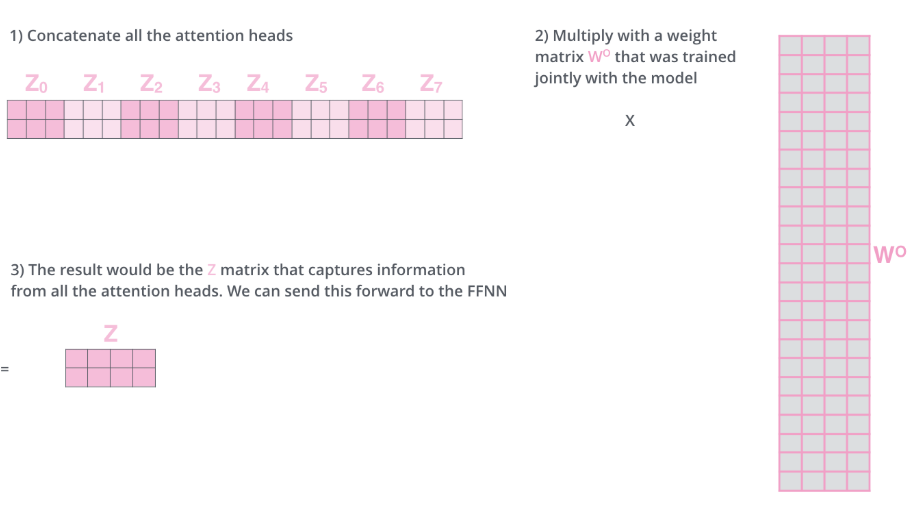 1) Concatenate all the attention heads
Z0 Z1 Z2 Z3 Z4 Z5 Z6 Z7
2) Multiply with a weight
matrix W^O that was trained
jointly with the model
X
W^O
3) The result would be the Z matrix that captures information
from all the attention heads. We can send this forward to the FFNN
Z
=